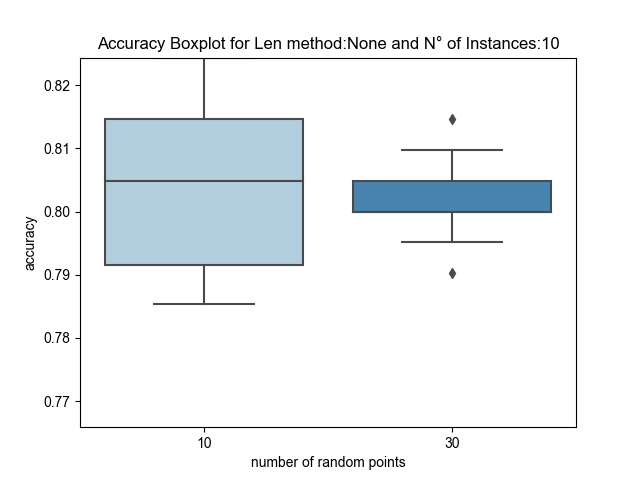 Accuracy Boxplot for Len method:None and N° of Instances:10
0.82
0.81
0.80
0.79
0.78
0.77
accuracy
10 30
number of random points